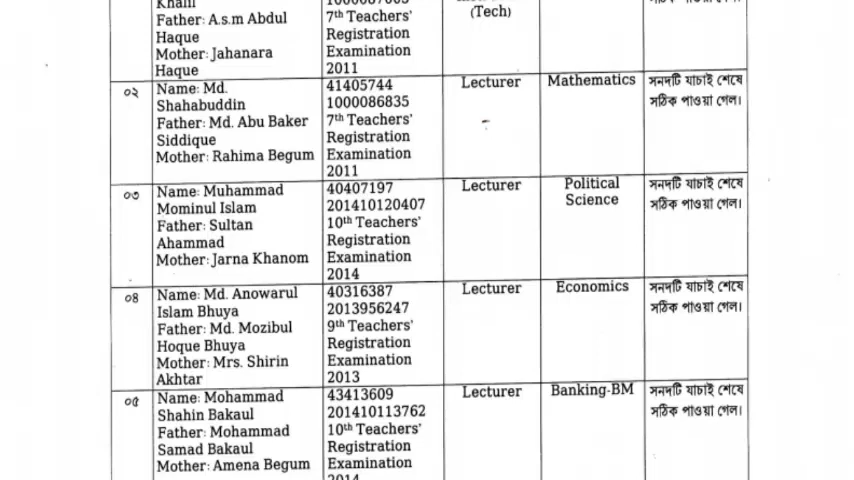 Khalil
Father: A.s.m Abdul
Haque
Mother: Jahanara
Haque
7th Teachers'
Registration
Examination
2011
(Tech)
সঠিক পাওয়া গেল।
০২
Name: Md.
Shahabuddin
Father: Md. Abu Baker
Siddique
Mother: Rahima Begum
41405744
1000086835
7th Teachers'
Registration
Examination
2011
Lecturer
Mathematics
সনদটি যাচাই শেষে
সঠিক পাওয়া গেল।
০৩
Name: Muhammad
Mominul Islam
Father: Sultan
Ahammad
Mother: Jarna Khanom
40407197
201410120407
10th Teachers'
Registration
Examination
2014
Lecturer
Political
Science
সনদটি যাচাই শেষে
সঠিক পাওয়া গেল।
০৪
Name: Md. Anowarul
Islam Bhuya
Father: Md. Mozibul
Hoque Bhuya
Mother: Mrs. Shirin
Akhtar
40316387
2013956247
9th Teachers'
Registration
Examination
2013
Lecturer
Economics
সনদটি যাচাই শেষে
সঠিক পাওয়া গেল।
০৫
Name: Mohammad
Shahin Bakaul
Father: Mohammad
Samad Bakaul
Mother: Amena Begum
43413609
201410113762
10th Teachers'
Registration
Examination
2014
Lecturer
Banking-BM
সনদটি যাচাই শেষে
সঠিক পাওয়া গেল।